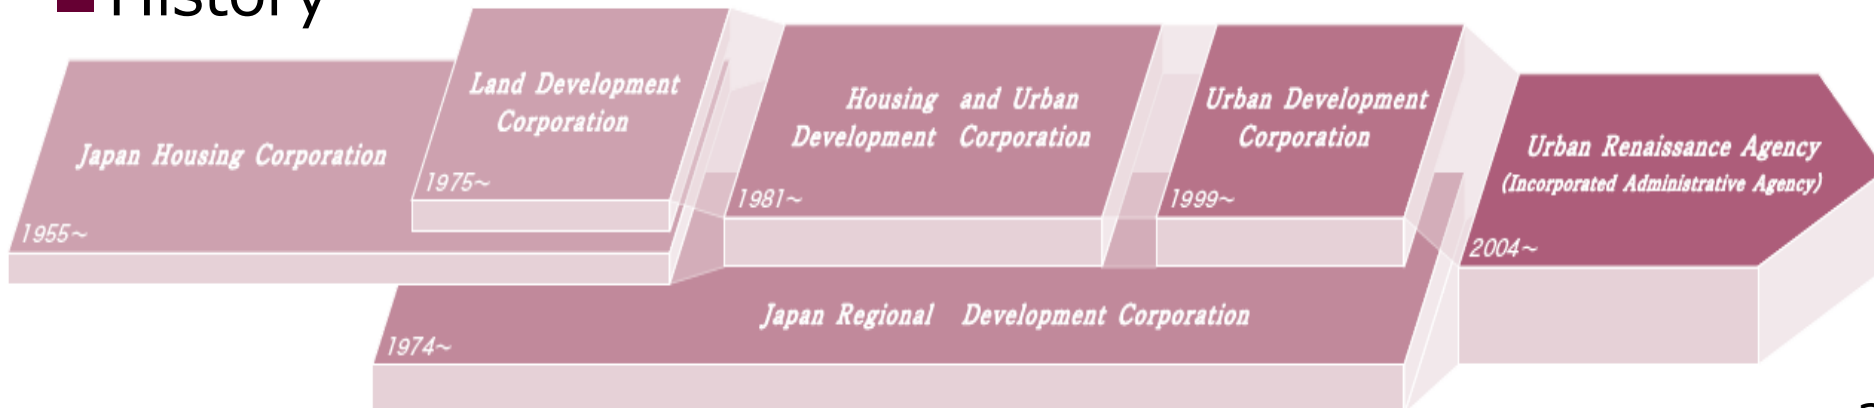 History
Land Development
Corporation
1975~
Japan Housing Corporation
1955~
Housing and Urban
Development Corporation
1981~
Urban Development
Corporation
1999~
Urban Renaissance Agency
(Incorporated Administrative Agency)
2004~
Japan Regional Development Corporation
1974~